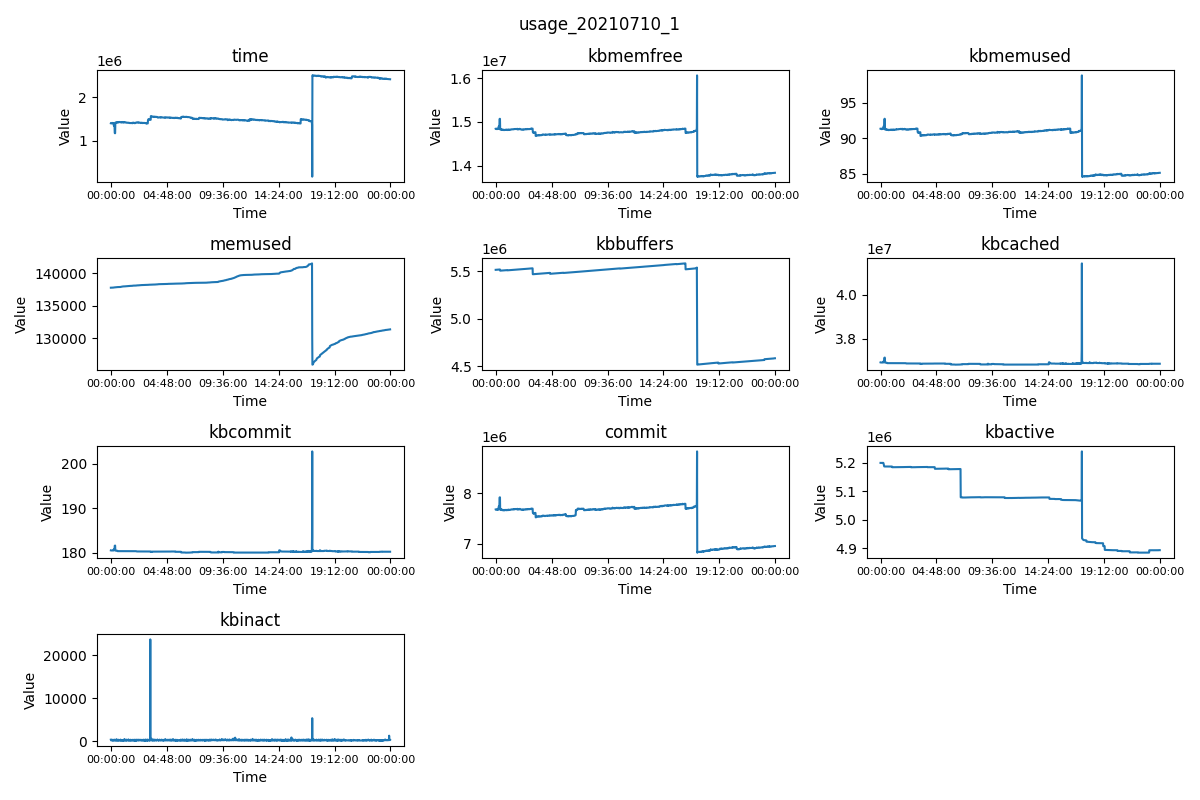 usage_20210710_1
time
1e6
2
1
Value
00:00:00 04:48:00 09:36:00 14:24:00 19:12:00 00:00:00
Time
kbmemfree
1e7
1.6
1.5
1.4
Value
00:00:00 04:48:00 09:36:00 14:24:00 19:12:00 00:00:00
Time
kbmemused
95
90
85
Value
00:00:00 04:48:00 09:36:00 14:24:00 19:12:00 00:00:00
Time
memused
140000
135000
130000
Value
00:00:00 04:48:00 09:36:00 14:24:00 19:12:00 00:00:00
Time
kbbuffers
1e6
5.5
5.0
4.5
Value
00:00:00 04:48:00 09:36:00 14:24:00 19:12:00 00:00:00
Time
kbcached
1e7
4.0
3.8
Value
00:00:00 04:48:00 09:36:00 14:24:00 19:12:00 00:00:00
Time
kbcommit
200
190
180
Value
00:00:00 04:48:00 09:36:00 14:24:00 19:12:00 00:00:00
Time
commit
1e6
8
7
Value
00:00:00 04:48:00 09:36:00 14:24:00 19:12:00 00:00:00
Time
kbactive
1e6
5.2
5.1
5.0
4.9
Value
00:00:00 04:48:00 09:36:00 14:24:00 19:12:00 00:00:00
Time
kbinact
20000
10000
0
Value
00:00:00 04:48:00 09:36:00 14:24:00 19:12:00 00:00:00
Time